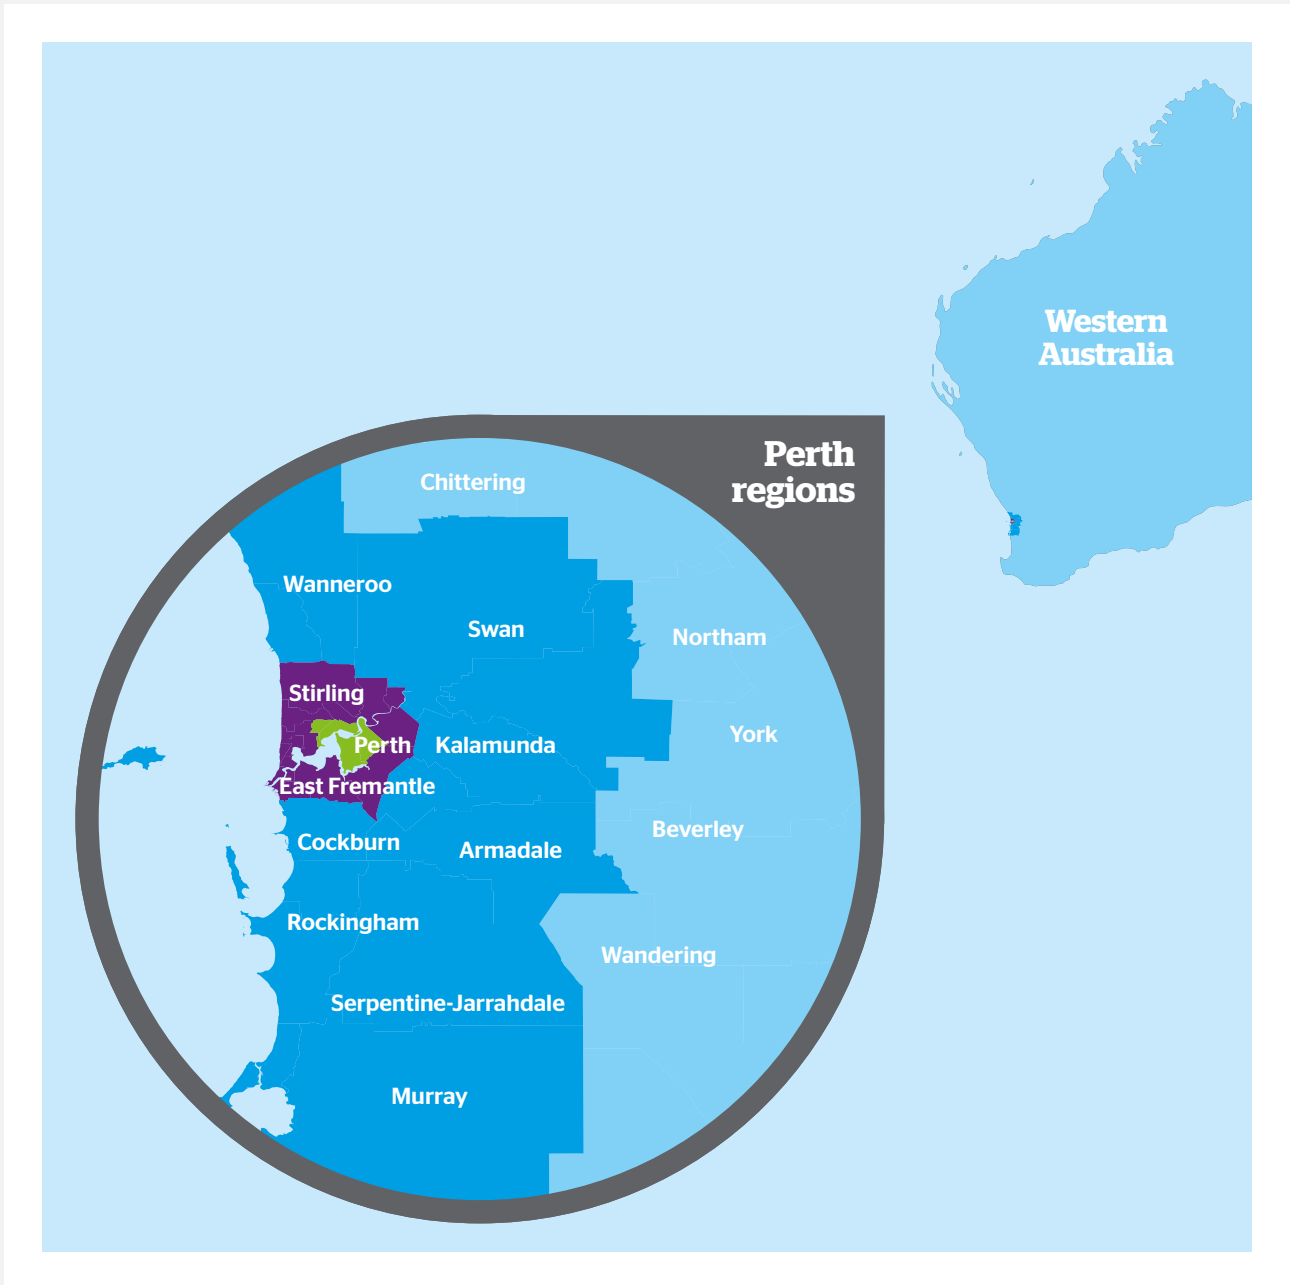 Western
Australia
Perth
regions
Chittering
Wanneroo
Swan
Northam
Stirling
York
Perth
Kalamunda
East Fremantle
Beverley
Cockburn
Armadale
Rockingham
Wandering
Serpentine-Jarrahdale
Murray